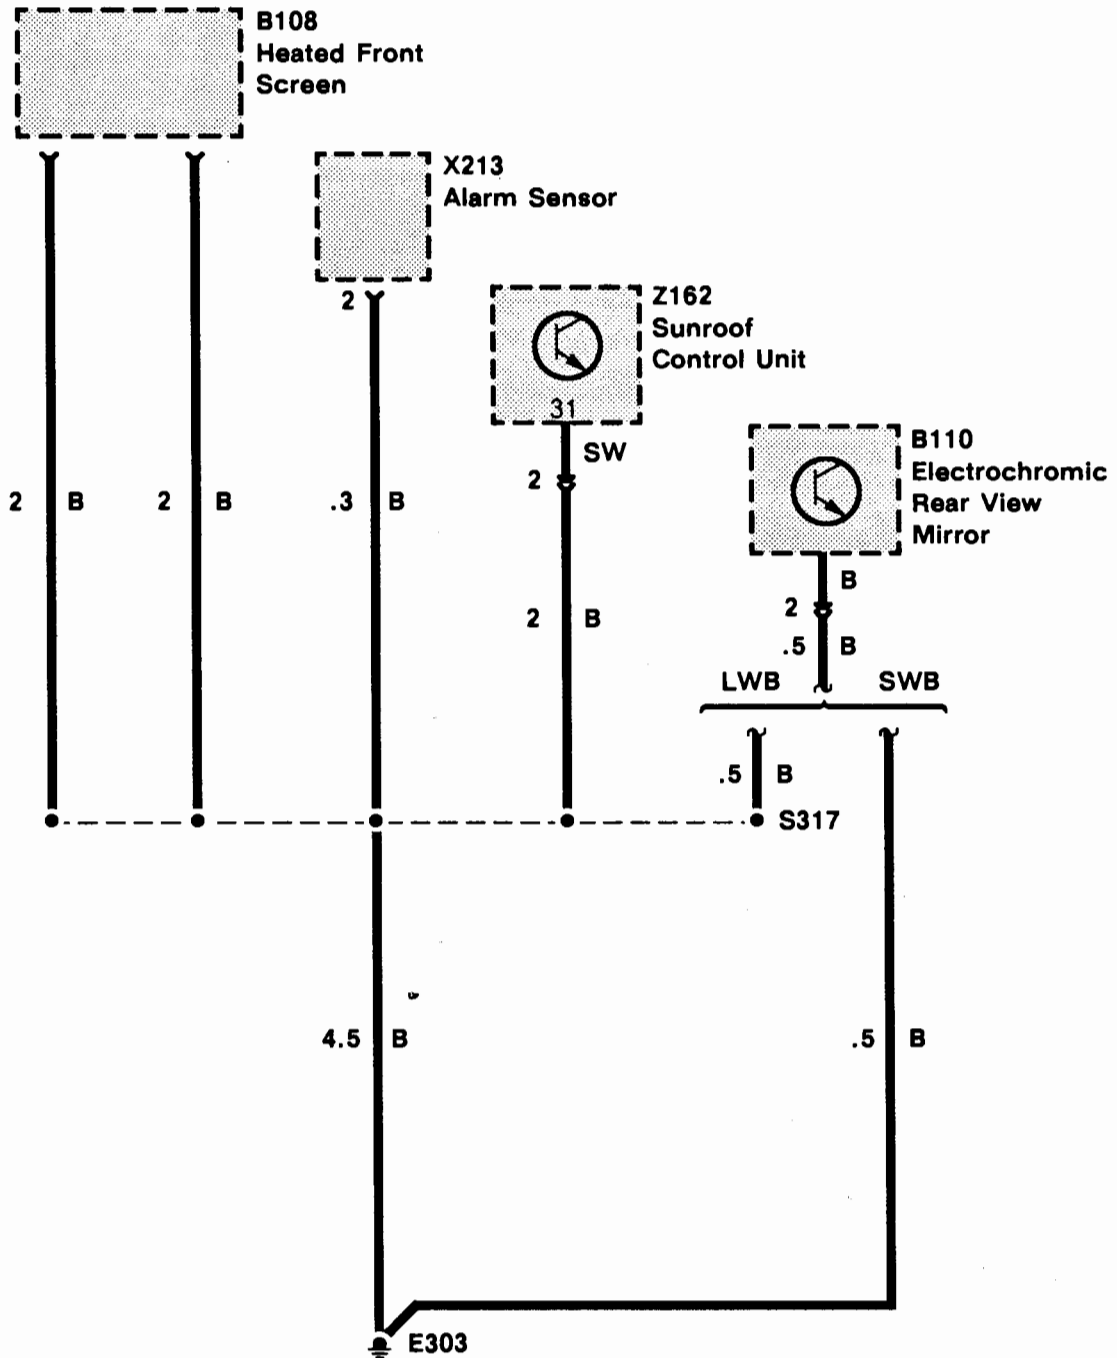 B108
Heated Front
Screen
X213
Alarm Sensor
2
Z162
Sunroof
Control Unit
31
SW
2
B110
Electrochromic
Rear View
Mirror
2 B
2 B
.3 B
B
2
2 B
.5 B
LWB
SWB
.5 B
S317
4.5 B
.5 B
E303